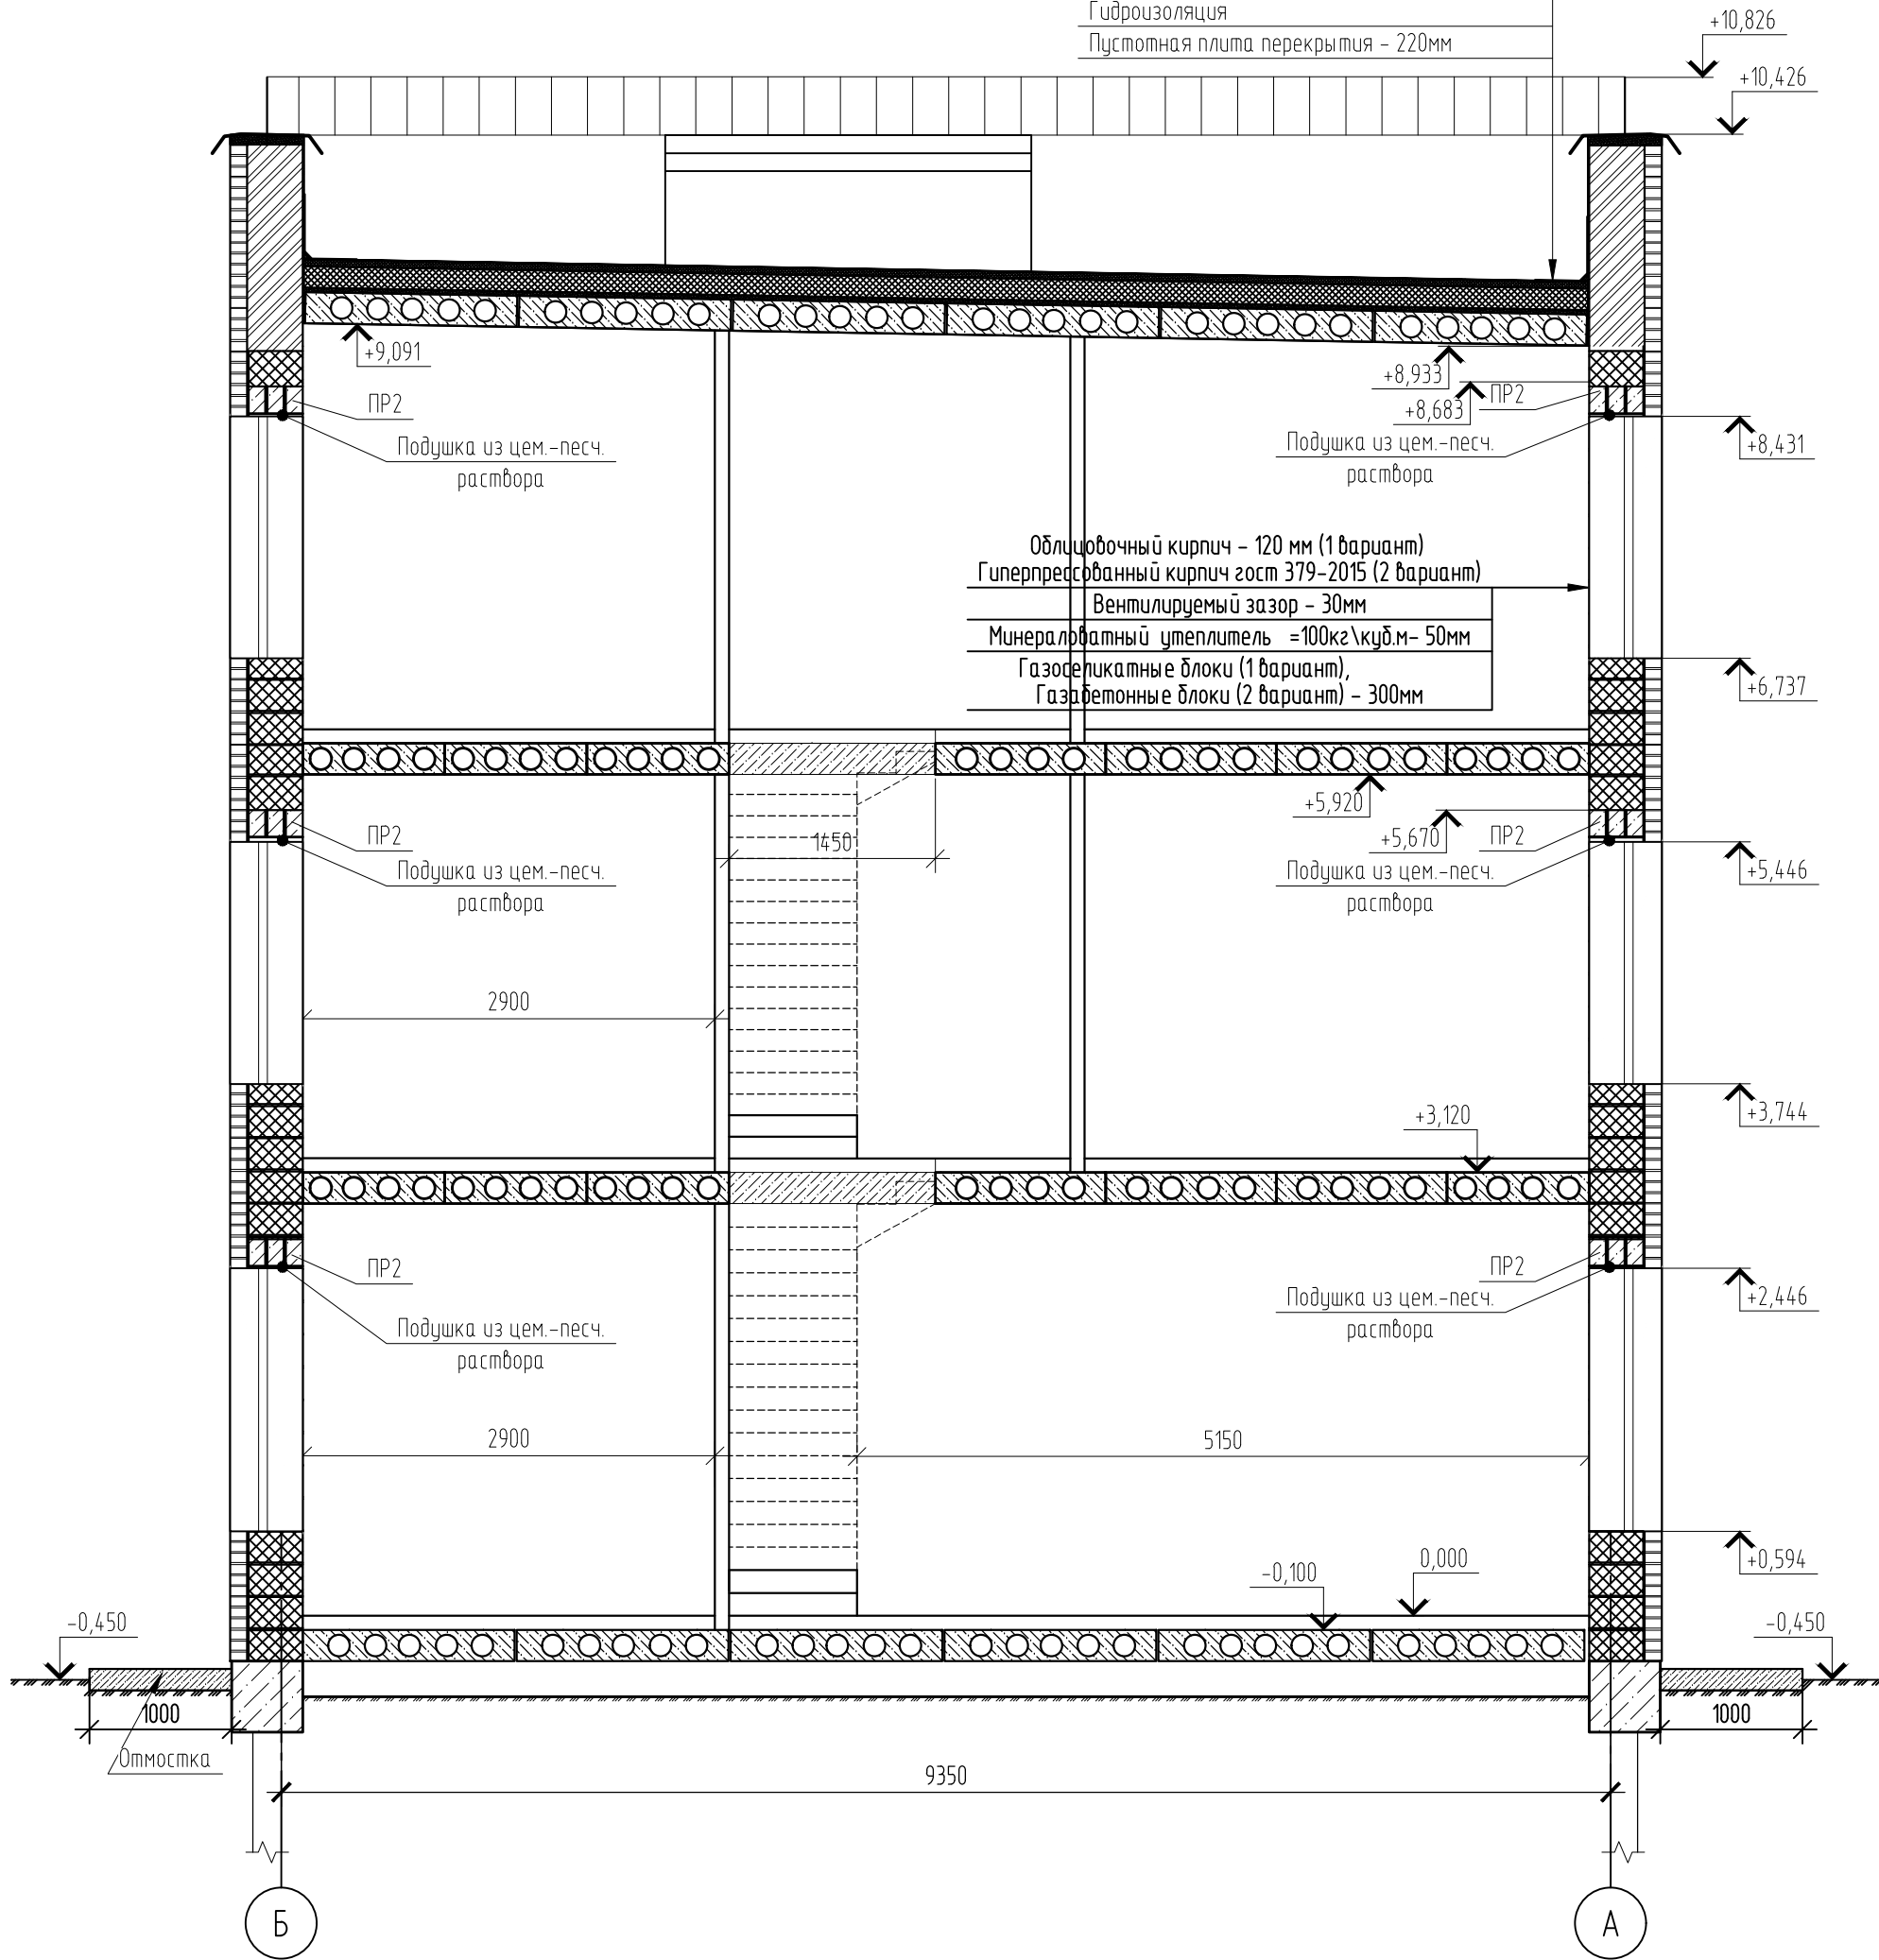 Гидроизоляция
Пустотная плита перекрытия - 220мм
+10,826
+10,426
+9,091
+8,933
+8,683
ПР2
ПР2
+8,431
Подушка из цем.-песч.
раствора
Подушка из цем.-песч.
раствора
Облицовочный кирпич - 120 мм (1 вариант)
Гиперпрессованный кирпич гост 379-2015 (2 вариант)
Вентилируемый зазор - 30мм
Минераловатный утеплитель =100кг\куб.м- 50мм
Газоселикатные блоки (1 вариант),
Газабетонные блоки (2 вариант) - 300мм
+6,737
+5,920
+5,670
ПР2
1450
ПР2
+5,446
Подушка из цем.-песч.
раствора
Подушка из цем.-песч.
раствора
2900
+3,120
+3,744
ПР2
ПР2
+2,446
Подушка из цем.-песч.
раствора
Подушка из цем.-песч.
раствора
2900
5150
-0,100
0,000
+0,594
-0,450
-0,450
1000
1000
Отмостка
9350
Б
А